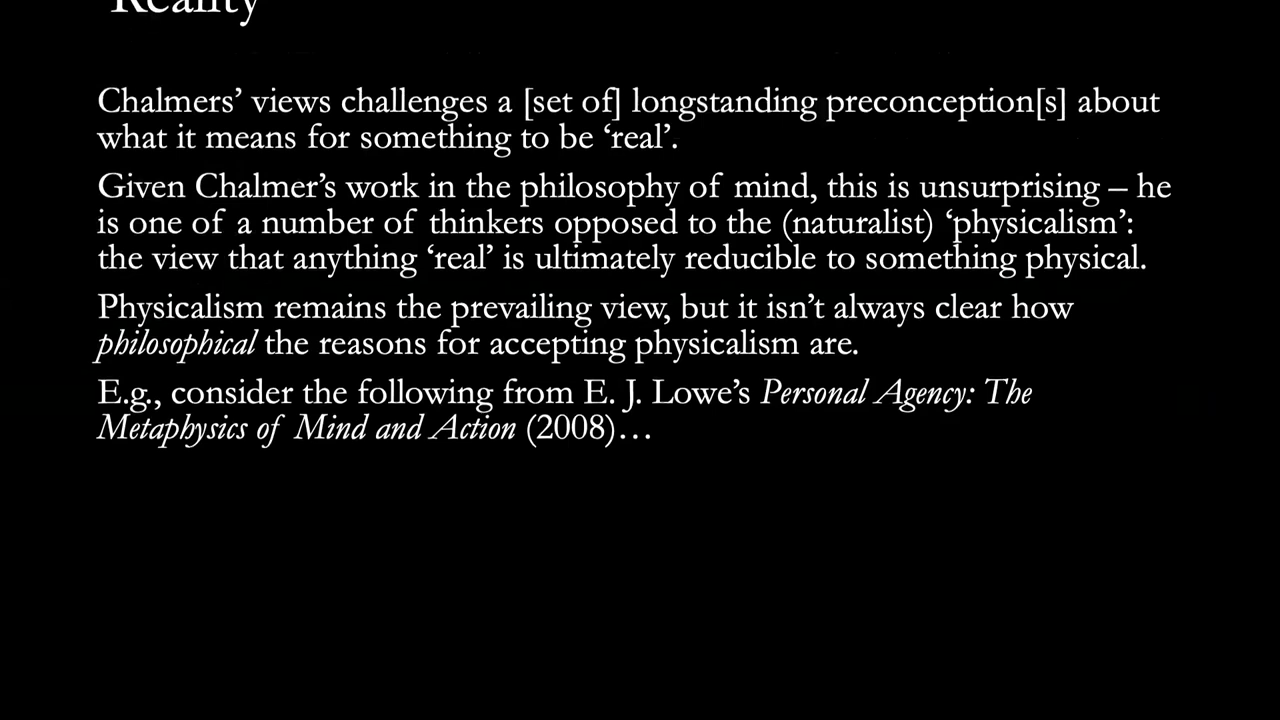 Reality
Chalmers’ views challenges a [set of] longstanding preconception[s] about
what it means for something to be ‘real’.
Given Chalmer’s work in the philosophy of mind, this is unsurprising – he
is one of a number of thinkers opposed to the (naturalist) ‘physicalism’:
the view that anything ‘real’ is ultimately reducible to something physical.
Physicalism remains the prevailing view, but it isn’t always clear how
philosophical the reasons for accepting physicalism are.
E.g., consider the following from E. J. Lowe’s Personal Agency: The
Metaphysics of Mind and Action (2008)…